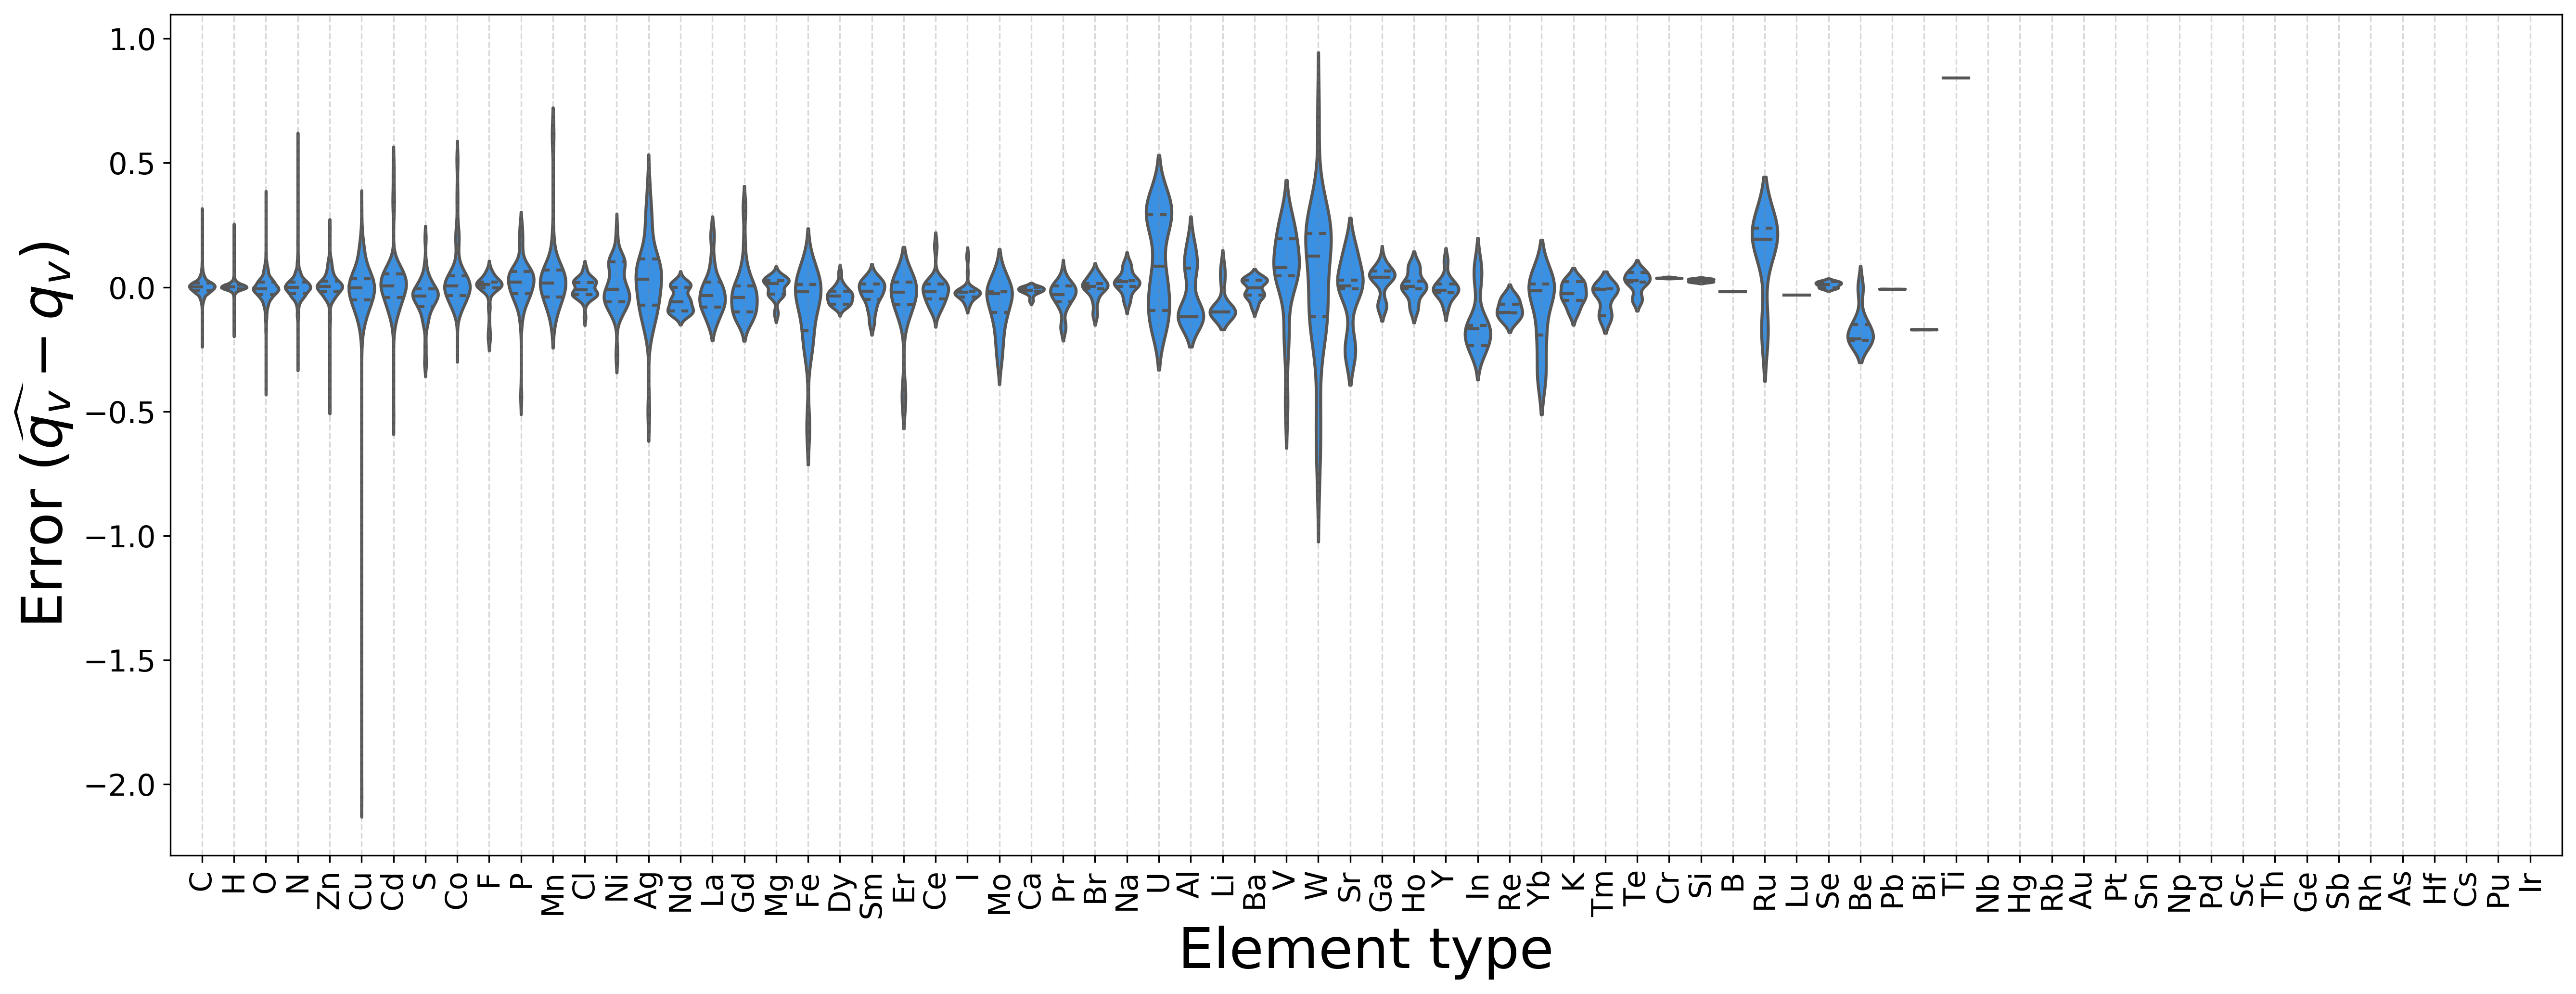 Error (q̂_v − q_v)
1.0
0.5
0.0
−0.5
−1.0
−1.5
−2.0
C H O N Zn Cu Cd S Co F P Mn Cl Ni Ag Nd La Gd Mg Fe Dy Sm Er Ce I Mo Ca Pr Br Na U Al Li Ba V W Sr Ga Ho Y In Re Yb K Tm Te Cr Si B Ru Lu Se Be Pb Bi Ti Nb Hg Rb Au Pt Sn Np Pd Sc Th Ge Sb Rh As Hf Cs Pu Ir
Element type